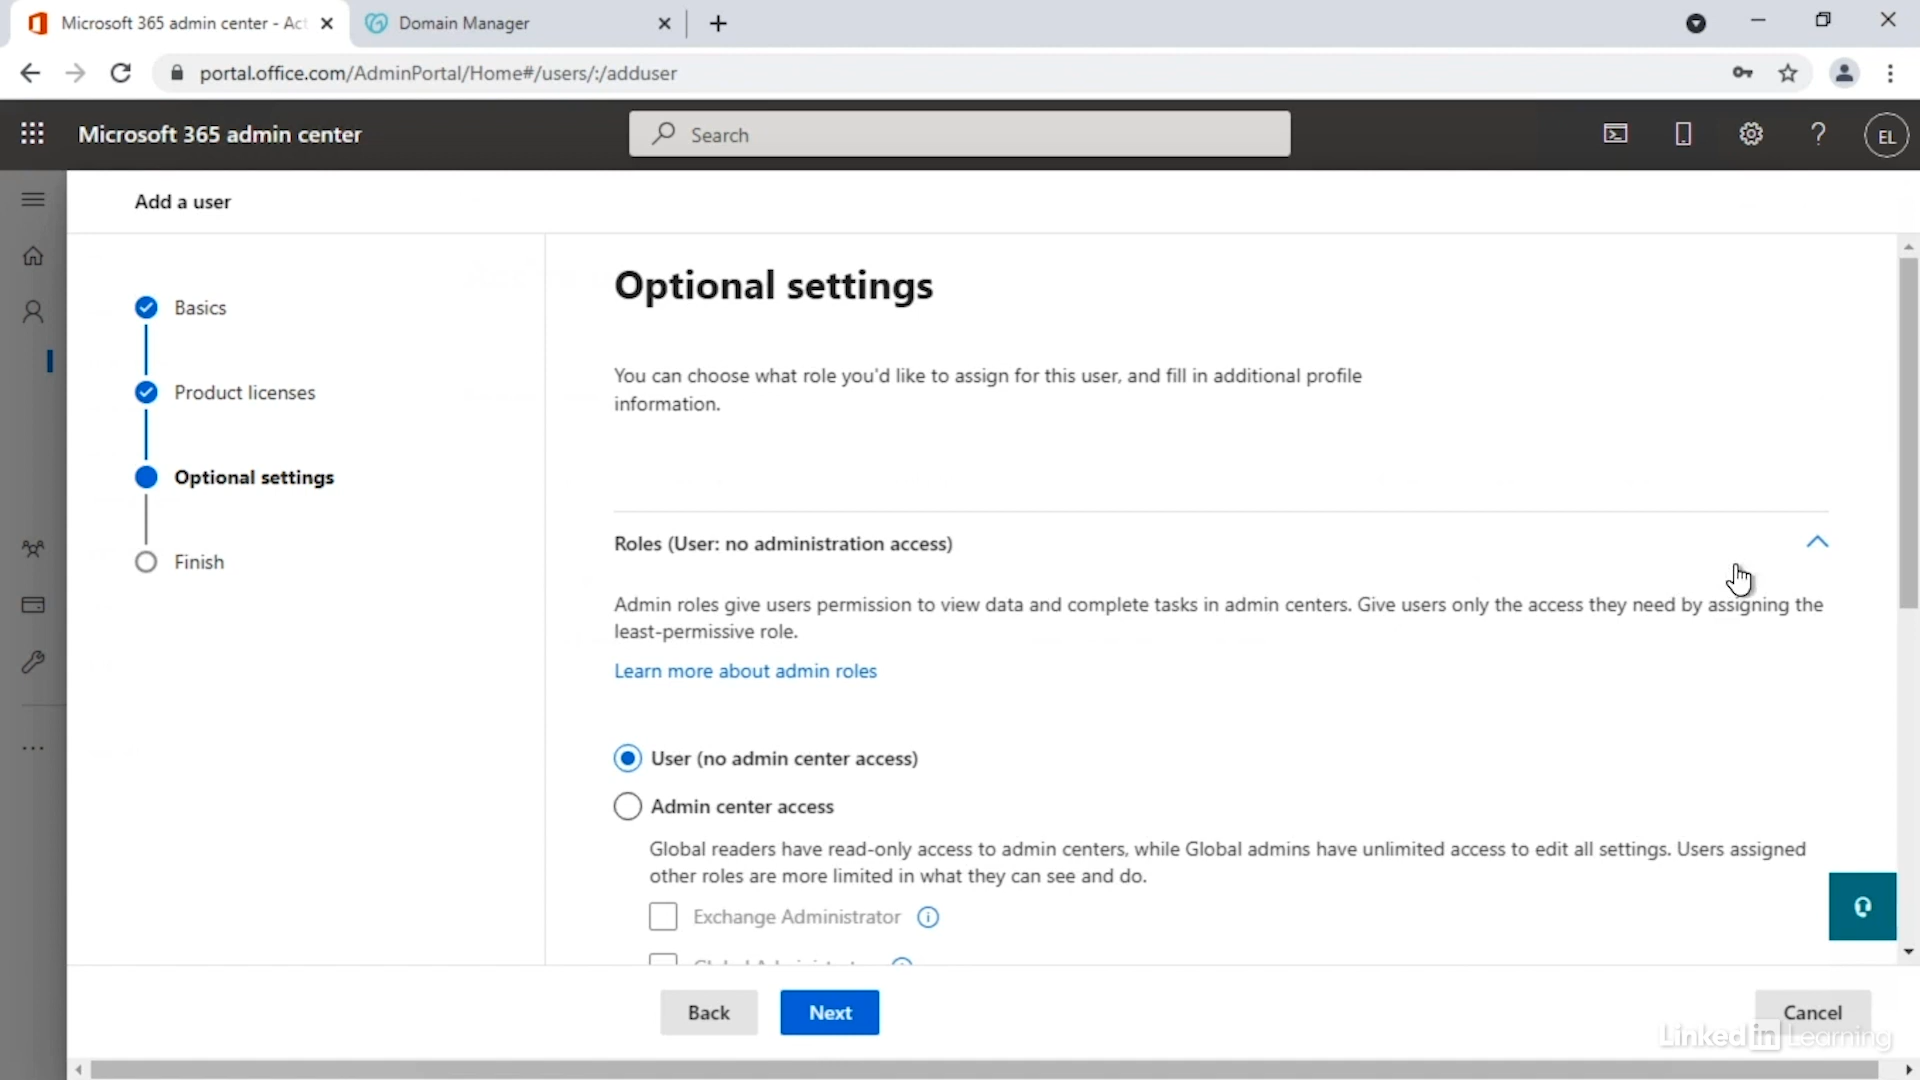 Microsoft 365 admin center - Act
Domain Manager
portal.office.com/AdminPortal/Home#/users/:/adduser
Microsoft 365 admin center
Search
EL
Add a user
Basics
Product licenses
Optional settings
Finish
Optional settings
You can choose what role you'd like to assign for this user, and fill in additional profile
information.
Roles (User: no administration access)
Admin roles give users permission to view data and complete tasks in admin centers. Give users only the access they need by assigning the
least-permissive role.
Learn more about admin roles
User (no admin center access)
Admin center access
Global readers have read-only access to admin centers, while Global admins have unlimited access to edit all settings. Users assigned
other roles are more limited in what they can see and do.
Exchange Administrator
Back
Next
Cancel
LinkedIn Learning